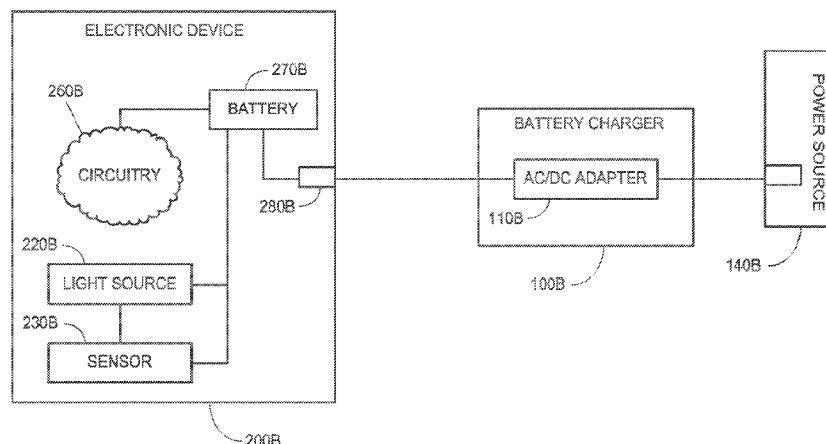 ELECTRONIC DEVICE
270B
BATTERY
260B
CIRCUITRY
280B
220B
LIGHT SOURCE
230B
SENSOR
200B
BATTERY CHARGER
AC/DC ADAPTER
110B
100B
POWER SOURCE
140B